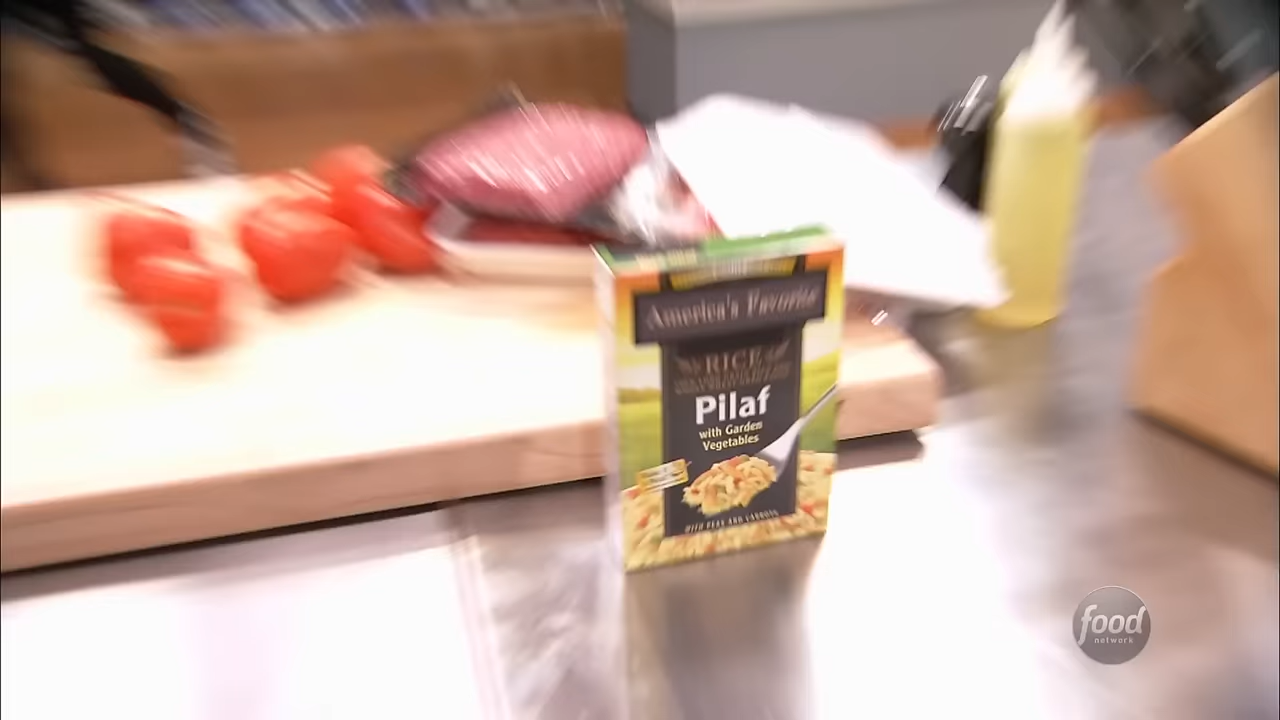 America's Favorite
RICE
Pilaf
with Garden
Vegetables
WITH PEAS AND CARROTS
food
network